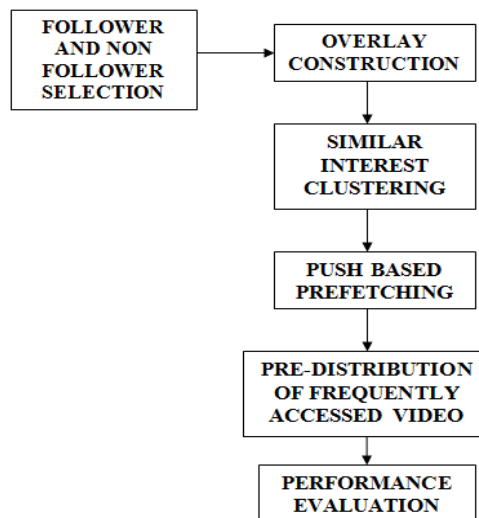 FOLLOWER
AND NON
FOLLOWER
SELECTION
OVERLAY
CONSTRUCTION
SIMILAR
INTEREST
CLUSTERING
PUSH BASED
PREFETCHING
PRE-DISTRIBUTION
OF FREQUENTLY
ACCESSED VIDEO
PERFORMANCE
EVALUATION